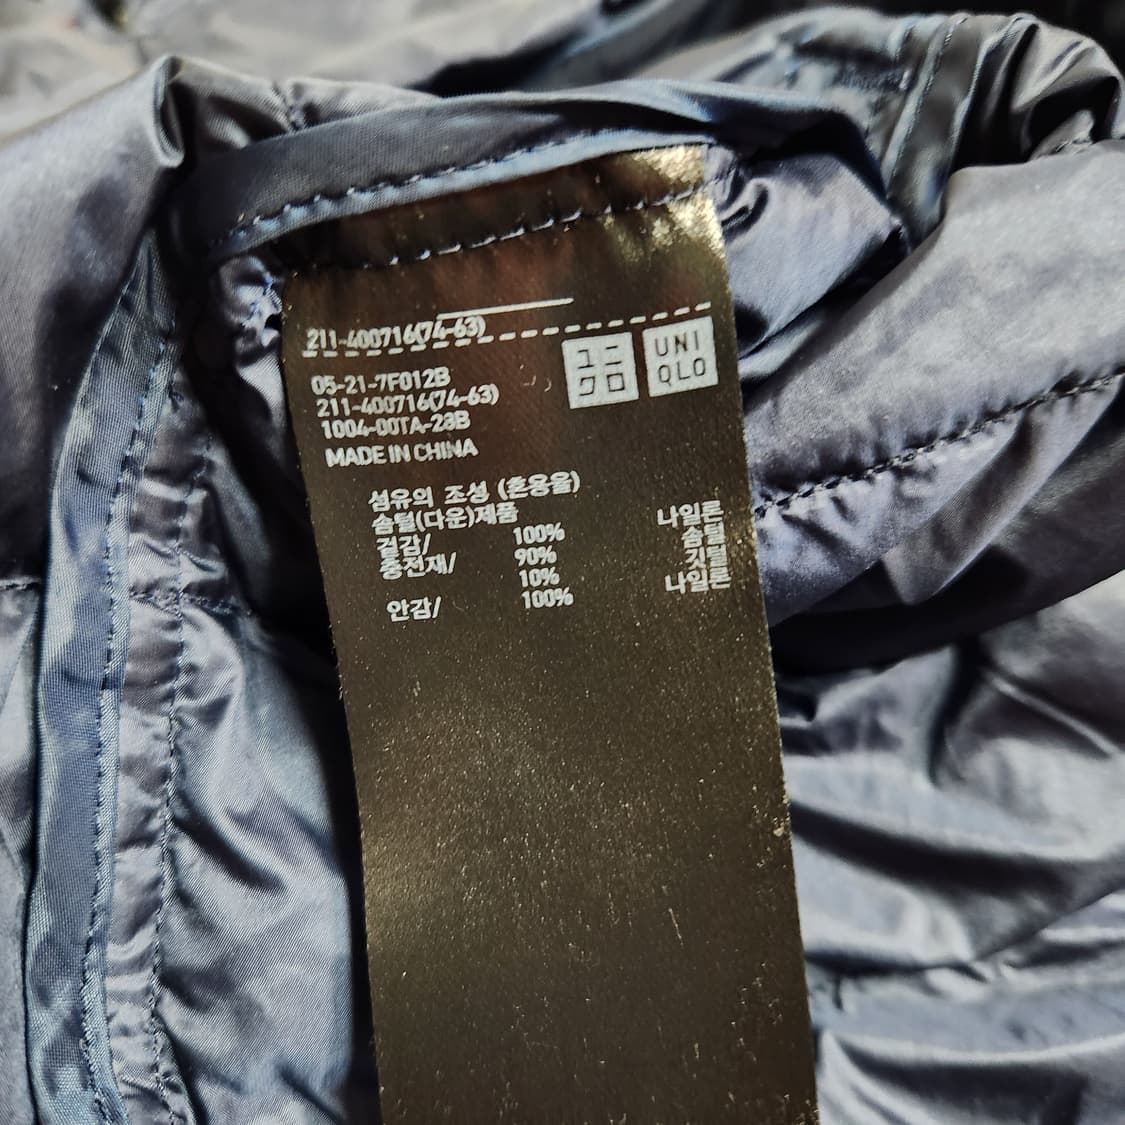 211-400716(74-63)
ユニ
クロ
UNI
QLO
05-21-7F012B
211-400716(74-63)
1004-00TA-28B
MADE IN CHINA
섬유의 조성 (혼용율)
솜털(다운)제품
겉감/ 100% 나일론
충전재/ 90% 솜털
10% 깃털
안감/ 100% 나일론